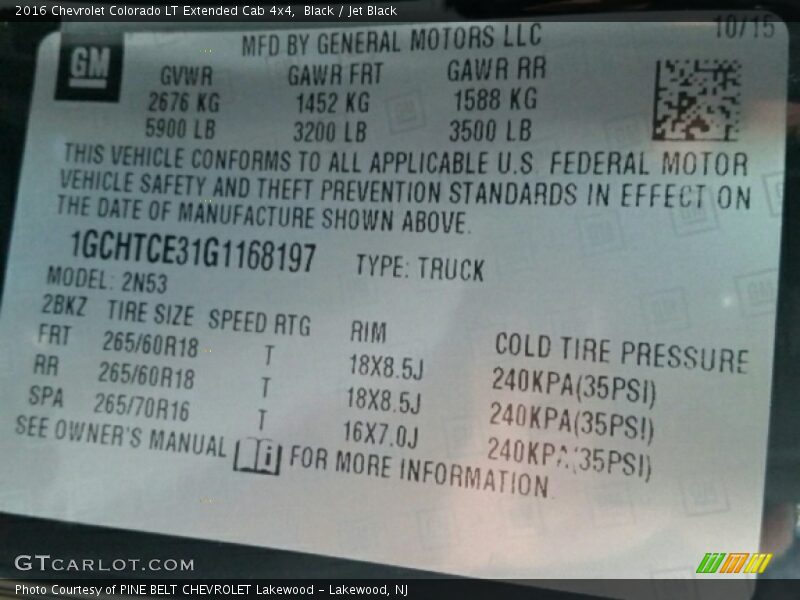 2016 Chevrolet Colorado LT Extended Cab 4x4, Black / Jet Black
10/15
MFD BY GENERAL MOTORS LLC
GM
GVWR GAWR FRT GAWR RR
2676 KG 1452 KG 1588 KG
5900 LB 3200 LB 3500 LB
THIS VEHICLE CONFORMS TO ALL APPLICABLE U.S. FEDERAL MOTOR
VEHICLE SAFETY AND THEFT PREVENTION STANDARDS IN EFFECT ON
THE DATE OF MANUFACTURE SHOWN ABOVE.
1GCHTCE31G1168197 TYPE: TRUCK
MODEL: 2N53
2BKZ TIRE SIZE SPEED RTG RIM COLD TIRE PRESSURE
FRT 265/60R18 T 18X8.5J 240KPA(35PSI)
RR 265/60R18 T 18X8.5J 240KPA(35PSI)
SPA 265/70R16 T 16X7.0J 240KPA(35PSI)
SEE OWNER'S MANUAL i FOR MORE INFORMATION.
GTCARLOT.COM
Photo Courtesy of PINE BELT CHEVROLET Lakewood - Lakewood, NJ